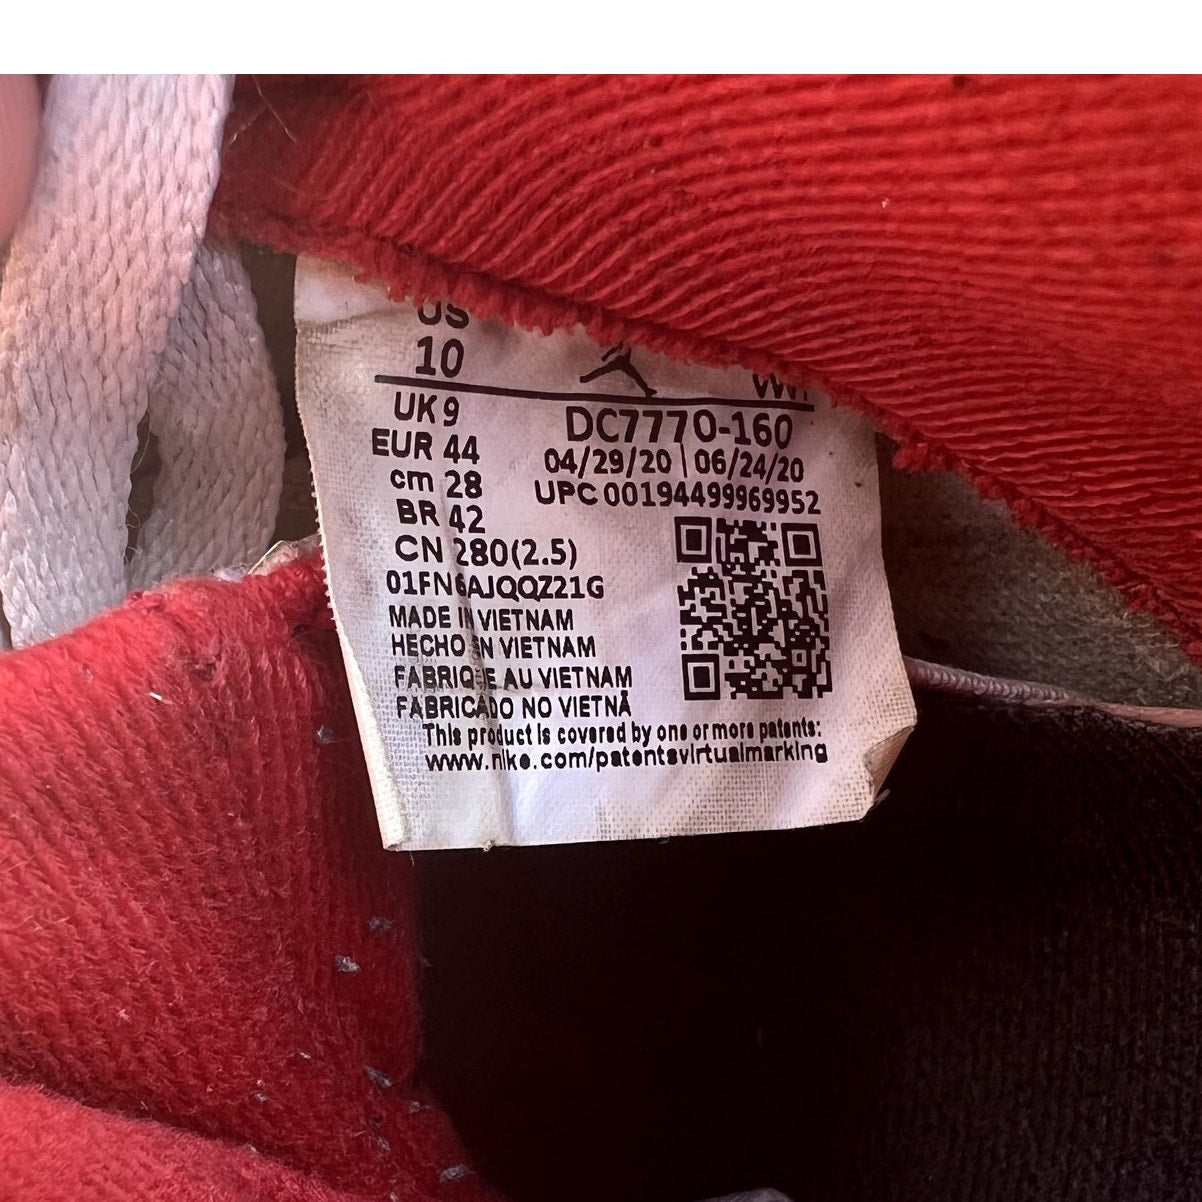 US
10
UK 9
DC7770-160
EUR 44
04/29/20 | 06/24/20
cm 28
UPC 00194499969952
BR 42
CN 280(2.5)
01FN6AJQQZ21G
MADE IN VIETNAM
HECHO EN VIETNAM
FABRIQUE AU VIETNAM
FABRICADO NO VIETNÃ
This product is covered by one or more patents:
www.nike.com/patentsvirtualmarking